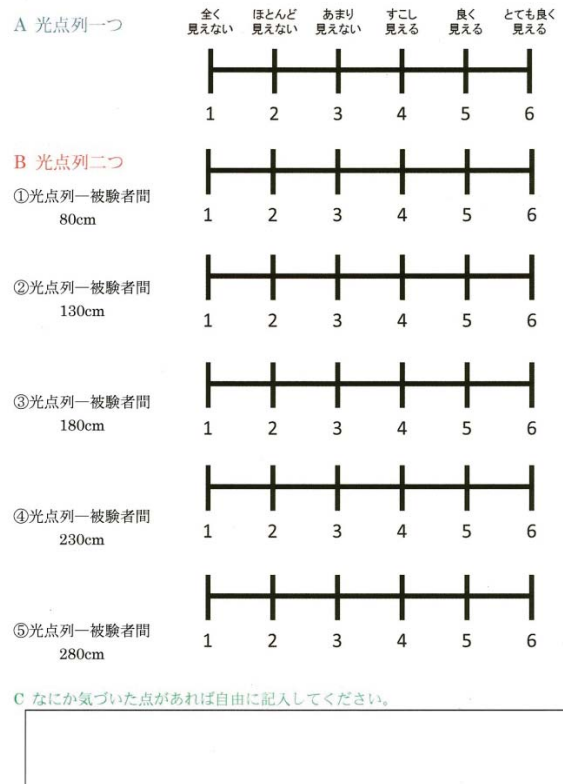 全く 見えない
ほとんど 見えない
あまり 見えない
すこし 見える
良く 見える
とても良く 見える
A 光点列一つ
1 2 3 4 5 6
B 光点列二つ
①光点列―被験者間
80cm
1 2 3 4 5 6
②光点列―被験者間
130cm
1 2 3 4 5 6
③光点列―被験者間
180cm
1 2 3 4 5 6
④光点列―被験者間
230cm
1 2 3 4 5 6
⑤光点列―被験者間
280cm
1 2 3 4 5 6
C なにか気づいた点があれば自由に記入してください。